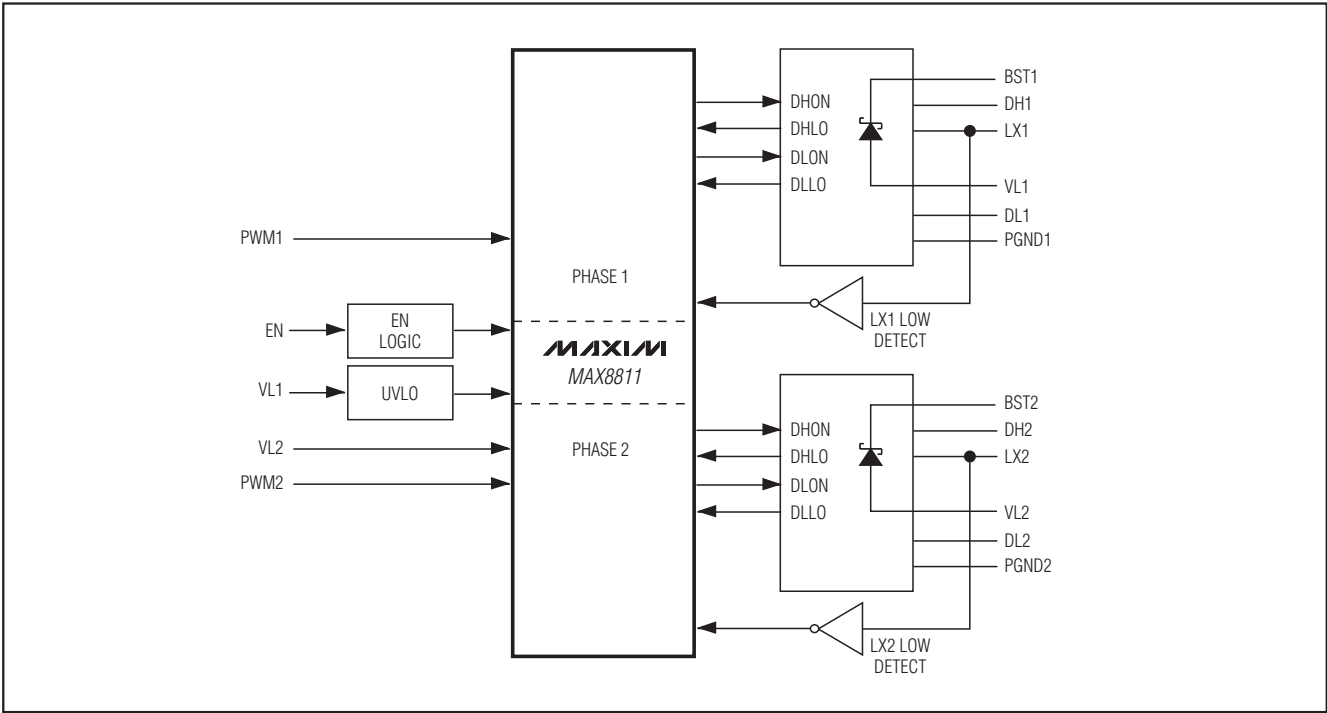 PWM1
EN
EN
LOGIC
VL1
UVLO
VL2
PWM2
PHASE 1
MAXIM
MAX8811
PHASE 2
DHON
DHLO
DLON
DLLO
BST1
DH1
LX1
VL1
DL1
PGND1
LX1 LOW
DETECT
DHON
DHLO
DLON
DLLO
BST2
DH2
LX2
VL2
DL2
PGND2
LX2 LOW
DETECT